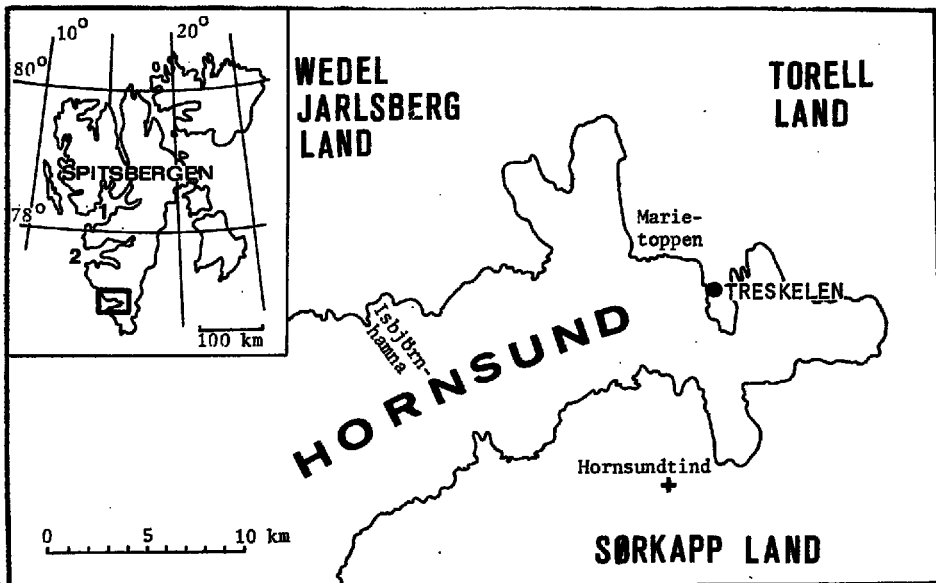 10°
20°
80°
SPITSBERGEN
1
78°
2
100 km
WEDEL
JARLSBERG
LAND
TORELL
LAND
Marie-
toppen
TRESKELEN
Isbjörn-
hamna
HORNSUND
Hornsundtind
0 5 10 km
SØRKAPP LAND